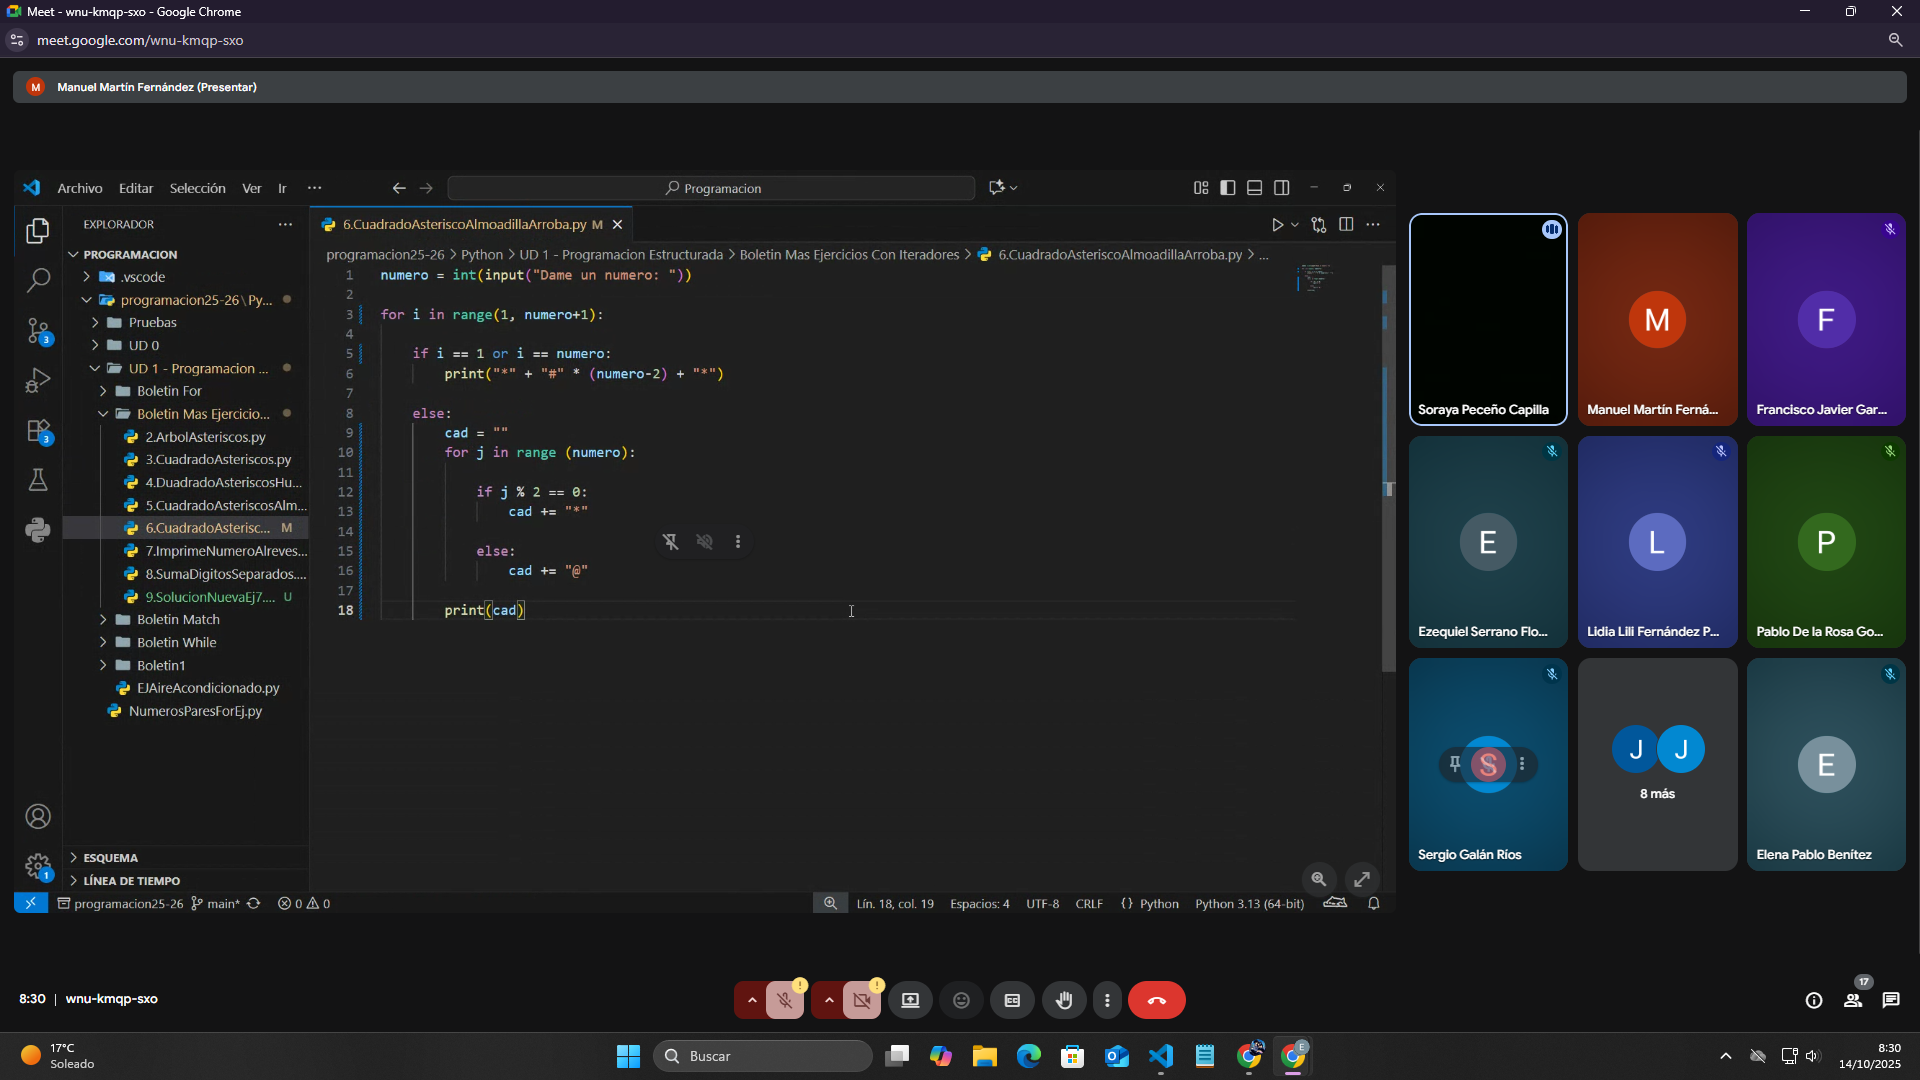 Meet - wnu-kmqp-sxo - Google Chrome
meet.google.com/wnu-kmqp-sxo
M Manuel Martín Fernández (Presentar)
Archivo Editar Selección Ver Ir ··· Programacion
EXPLORADOR ···
6.CuadradoAsteriscoAlmoadillaArroba.py M
programacion25-26 > Python > UD 1 - Programacion Estructurada > Boletin Mas Ejercicios Con Iteradores > 6.CuadradoAsteriscoAlmoadillaArroba.py > ...
PROGRAMACION
.vscode
programacion25-26\Py...
Pruebas
UD 0
UD 1 - Programacion ...
Boletin For
Boletin Mas Ejercicio...
2.ArbolAsteriscos.py
3.CuadradoAsteriscos.py
4.DuadradoAsteriscosHu...
5.CuadradoAsteriscosAlm...
6.CuadradoAsterisc... M
7.ImprimeNumeroAlreves...
8.SumaDigitosSeparados....
9.SolucionNuevaEj7.... U
Boletin Match
Boletin While
Boletin1
EJAireAcondicionado.py
NumerosParesForEj.py
ESQUEMA
LÍNEA DE TIEMPO
3
3
1
1 numero = int(input("Dame un numero: "))
2
3 for i in range(1, numero+1):
4
5 if i == 1 or i == numero:
6 print("*" + "#" * (numero-2) + "*")
7
8 else:
9 cad = ""
10 for j in range (numero):
11
12 if j % 2 == 0:
13 cad += "*"
14
15 else:
16 cad += "@"
17
18 print(cad)
programacion25-26 main* 0 0 Lín. 18, col. 19 Espacios: 4 UTF-8 CRLF {} Python Python 3.13 (64-bit)
Soraya Peceño Capilla
M
Manuel Martín Ferná...
F
Francisco Javier Gar...
E
Ezequiel Serrano Flo...
L
Lidia Lili Fernández P...
P
Pablo De la Rosa Go...
S
Sergio Galán Ríos
J J
8 más
E
Elena Pablo Benítez
8:30 | wnu-kmqp-sxo
17
17°C
Soleado
Buscar
E
8:30
14/10/2025